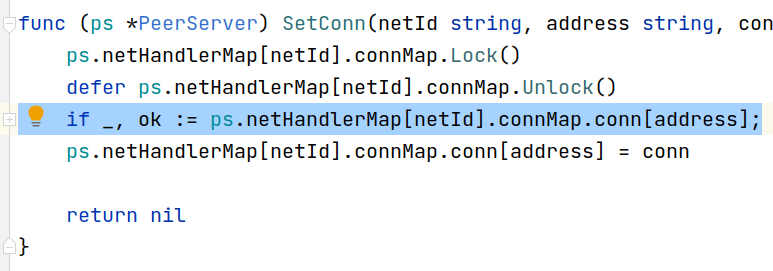 func (ps *PeerServer) SetConn(netId string, address string, con
ps.netHandlerMap[netId].connMap.Lock()
defer ps.netHandlerMap[netId].connMap.Unlock()
if _, ok := ps.netHandlerMap[netId].connMap.conn[address];
ps.netHandlerMap[netId].connMap.conn[address] = conn
return nil
}